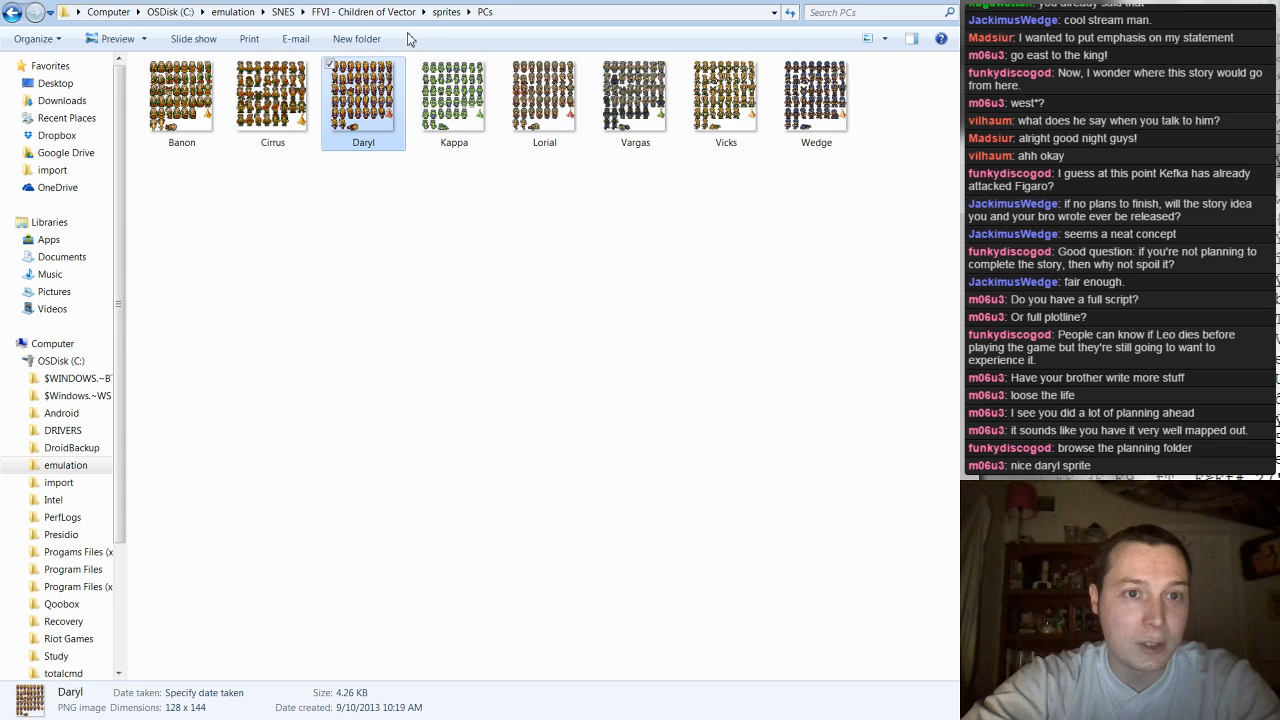 Computer ▸ OSDisk (C:) ▸ emulation ▸ SNES ▸ FFVI - Children of Vector ▸ sprites ▸ PCs
Search PCs
Organize Preview Slide show Print E-mail New folder
Favorites
Desktop
Downloads
Recent Places
Dropbox
Google Drive
import
OneDrive
Libraries
Apps
Documents
Music
Pictures
Videos
Computer
OSDisk (C:)
$WINDOWS.~BT
$Windows.~WS
Android
DRIVERS
DroidBackup
emulation
import
Intel
PerfLogs
Presidio
Progams Files (x
Program Files
Program Files (x
Qoobox
Recovery
Riot Games
Study
totalcmd
Banon Cirrus Daryl Kappa Lorial Vargas Vicks Wedge
Daryl Date taken: Specify date taken Size: 4.26 KB
PNG image Dimensions: 128 x 144 Date created: 9/10/2013 10:19 AM
you already said that
JackimusWedge: cool stream man.
Madsiur: I wanted to put emphasis on my statement
m06u3: go east to the king!
funkydiscogod: Now, I wonder where this story would go
from here.
m06u3: west*?
vilhaum: what does he say when you talk to him?
Madsiur: alright good night guys!
vilhaum: ahh okay
funkydiscogod: I guess at this point Kefka has already
attacked Figaro?
JackimusWedge: if no plans to finish, will the story idea
you and your bro wrote ever be released?
JackimusWedge: seems a neat concept
funkydiscogod: Good question: if you're not planning to
complete the story, then why not spoil it?
JackimusWedge: fair enough.
m06u3: Do you have a full script?
m06u3: Or full plotline?
funkydiscogod: People can know if Leo dies before
playing the game but they're still going to want to
experience it.
m06u3: Have your brother write more stuff
m06u3: loose the life
m06u3: I see you did a lot of planning ahead
m06u3: it sounds like you have it very well mapped out.
funkydiscogod: browse the planning folder
m06u3: nice daryl sprite